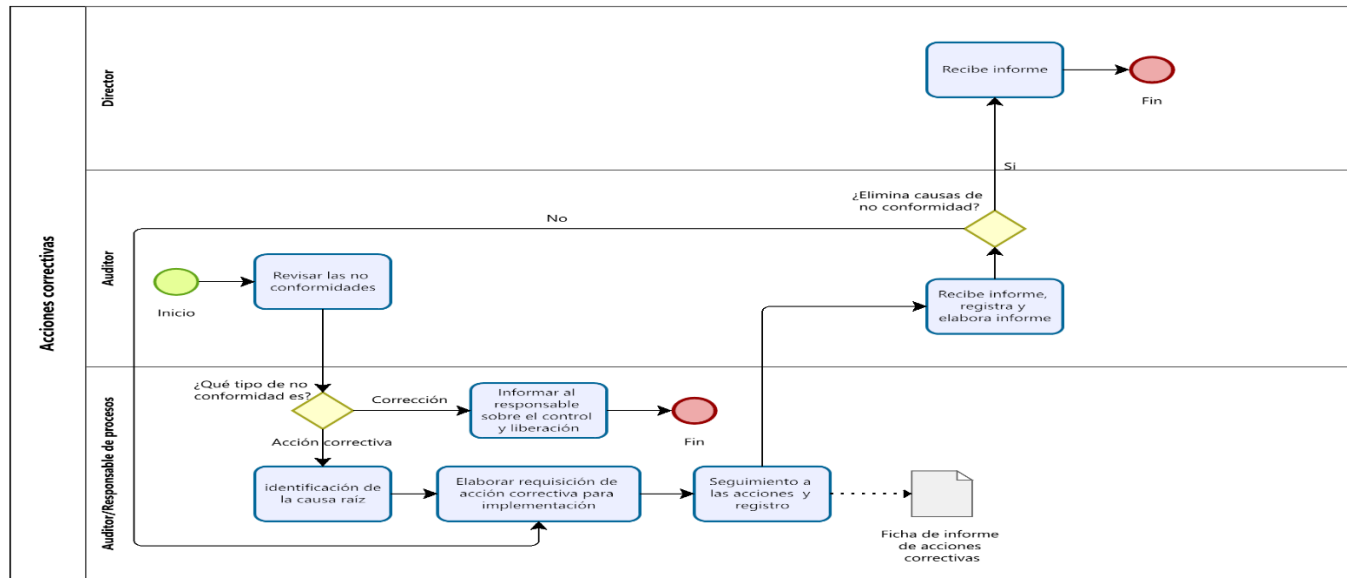 Acciones correctivas
Director
Recibe informe
Fin
Si
Auditor
¿Elimina causas de
no conformidad?
No
Inicio
Revisar las no
conformidades
Recibe informe,
registra y
elabora informe
Auditor/Responsable de procesos
¿Qué tipo de no
conformidad es?
Corrección
Informar al
responsable
sobre el control
y liberación
Fin
Acción correctiva
identificación de
la causa raíz
Elaborar requisición de
acción correctiva para
implementación
Seguimiento a
las acciones y
registro
Ficha de informe
de acciones
correctivas